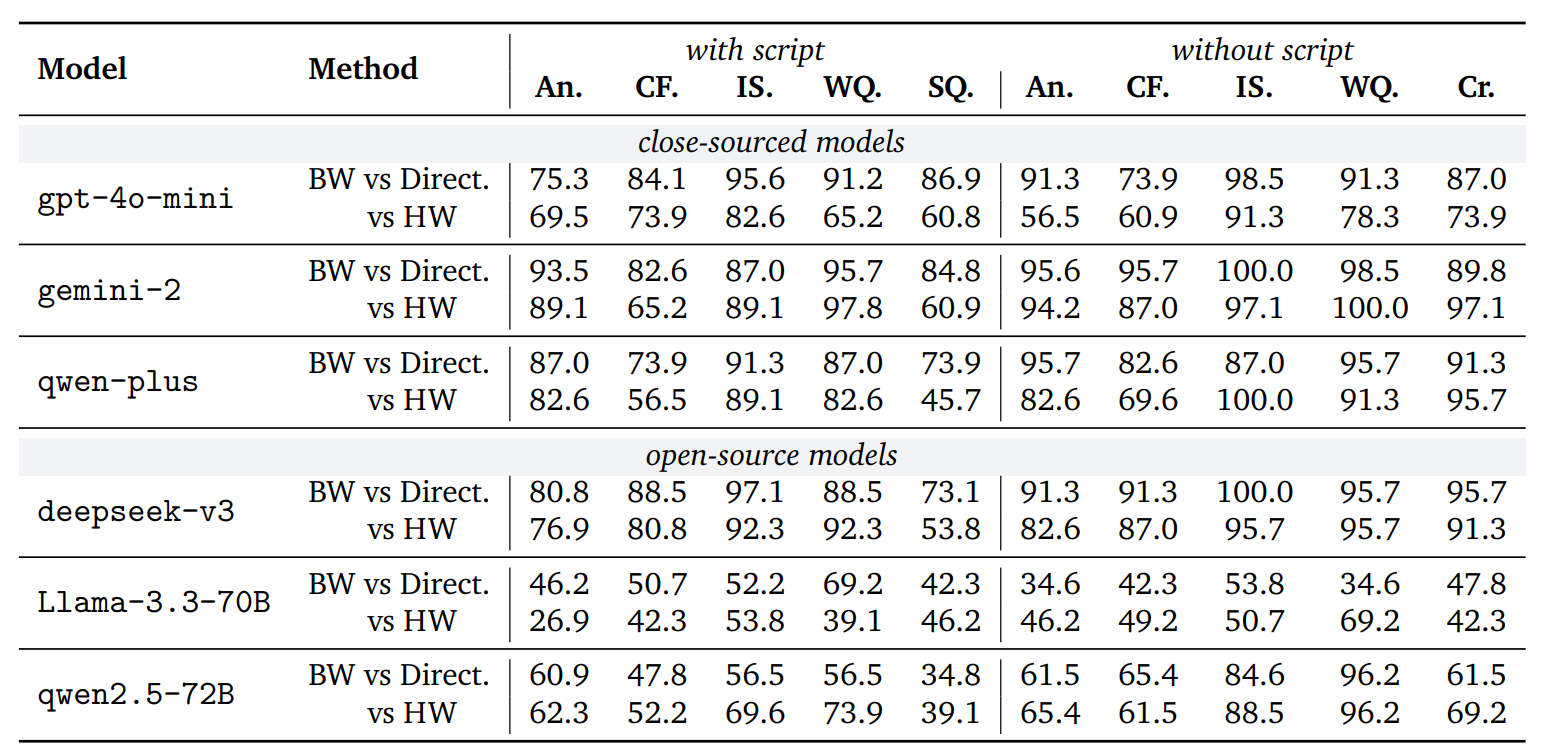 Model Method with script without script
An. CF. IS. WQ. SQ. An. CF. IS. WQ. Cr.
close-sourced models
gpt-4o-mini BW vs Direct. 75.3 84.1 95.6 91.2 86.9 91.3 73.9 98.5 91.3 87.0
vs HW 69.5 73.9 82.6 65.2 60.8 56.5 60.9 91.3 78.3 73.9
gemini-2 BW vs Direct. 93.5 82.6 87.0 95.7 84.8 95.6 95.7 100.0 98.5 89.8
vs HW 89.1 65.2 89.1 97.8 60.9 94.2 87.0 97.1 100.0 97.1
qwen-plus BW vs Direct. 87.0 73.9 91.3 87.0 73.9 95.7 82.6 87.0 95.7 91.3
vs HW 82.6 56.5 89.1 82.6 45.7 82.6 69.6 100.0 91.3 95.7
open-source models
deepseek-v3 BW vs Direct. 80.8 88.5 97.1 88.5 73.1 91.3 91.3 100.0 95.7 95.7
vs HW 76.9 80.8 92.3 92.3 53.8 82.6 87.0 95.7 95.7 91.3
Llama-3.3-70B BW vs Direct. 46.2 50.7 52.2 69.2 42.3 34.6 42.3 53.8 34.6 47.8
vs HW 26.9 42.3 53.8 39.1 46.2 46.2 49.2 50.7 69.2 42.3
qwen2.5-72B BW vs Direct. 60.9 47.8 56.5 56.5 34.8 61.5 65.4 84.6 96.2 61.5
vs HW 62.3 52.2 69.6 73.9 39.1 65.4 61.5 88.5 96.2 69.2